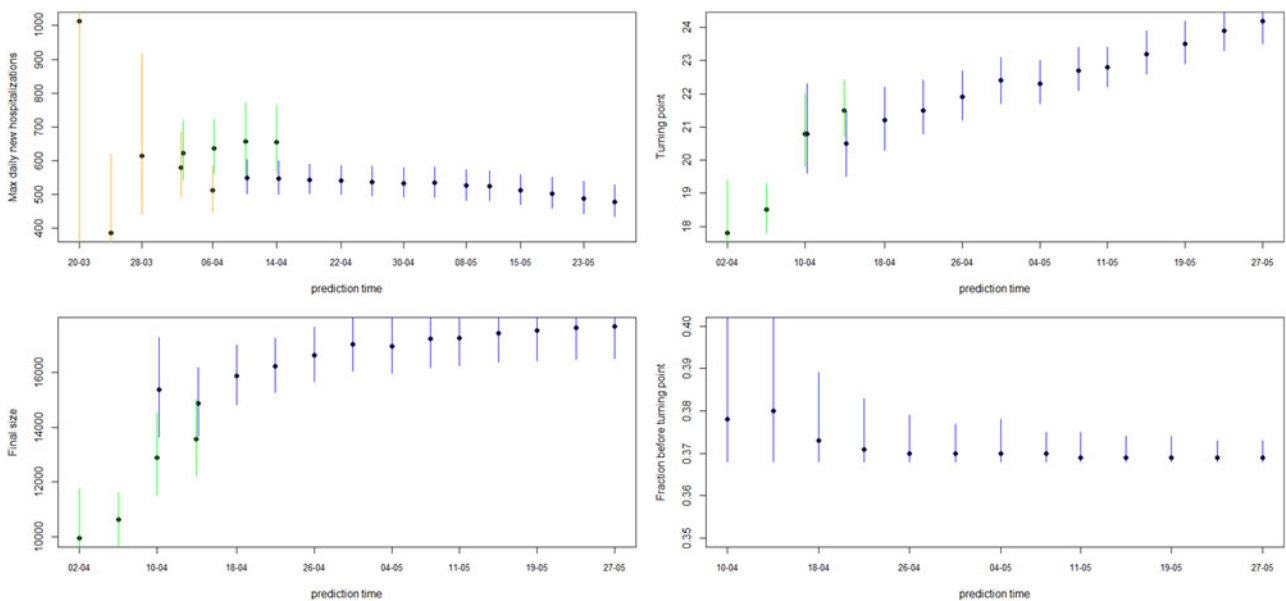 Max daily new hospitalizations
1000
900
800
700
600
500
400
20-03 28-03 06-04 14-04 22-04 30-04 08-05 15-05 23-05
prediction time
Turning point
24
23
22
21
20
19
18
02-04 10-04 18-04 26-04 04-05 11-05 19-05 27-05
prediction time
Final size
16000
14000
12000
10000
02-04 10-04 18-04 26-04 04-05 11-05 19-05 27-05
prediction time
Fraction before turning point
0.40
0.39
0.38
0.37
0.36
0.35
10-04 18-04 26-04 04-05 11-05 19-05 27-05
prediction time